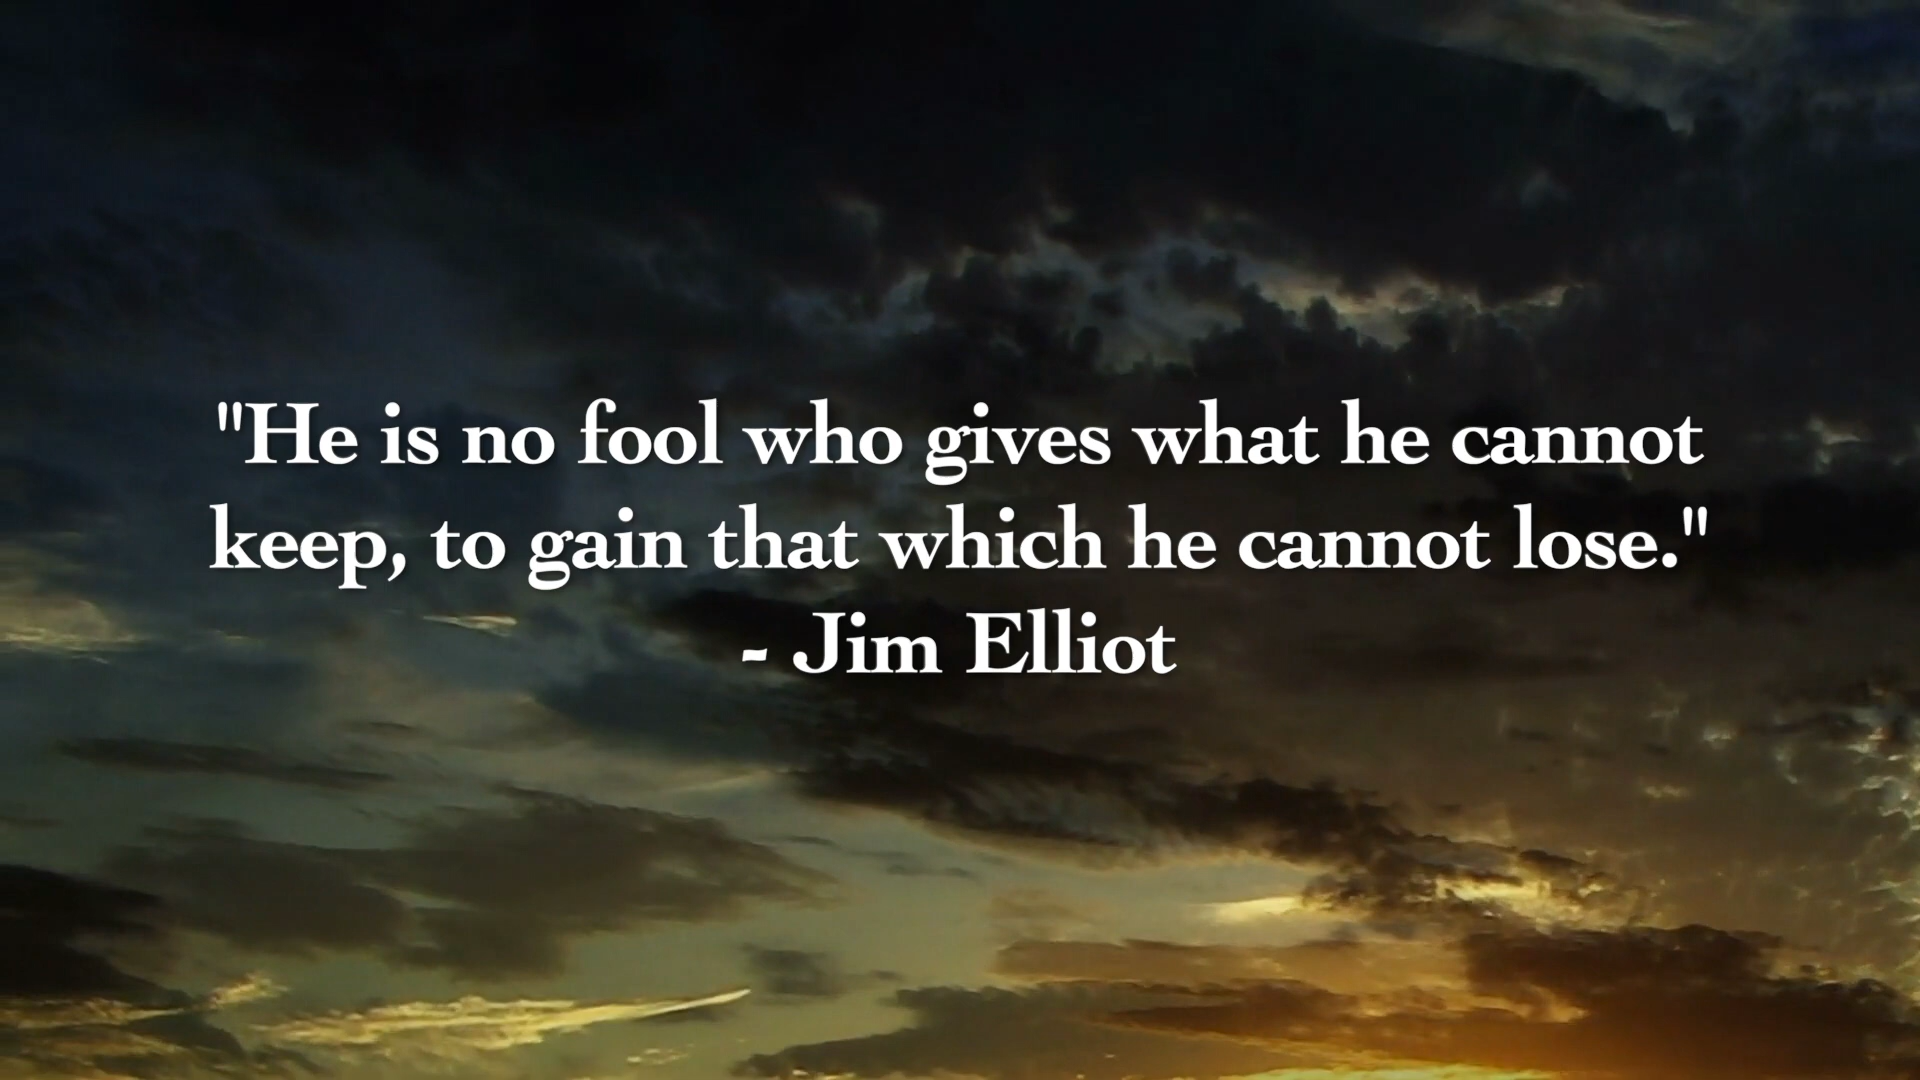 "He is no fool who gives what he cannot
keep, to gain that which he cannot lose."
- Jim Elliot